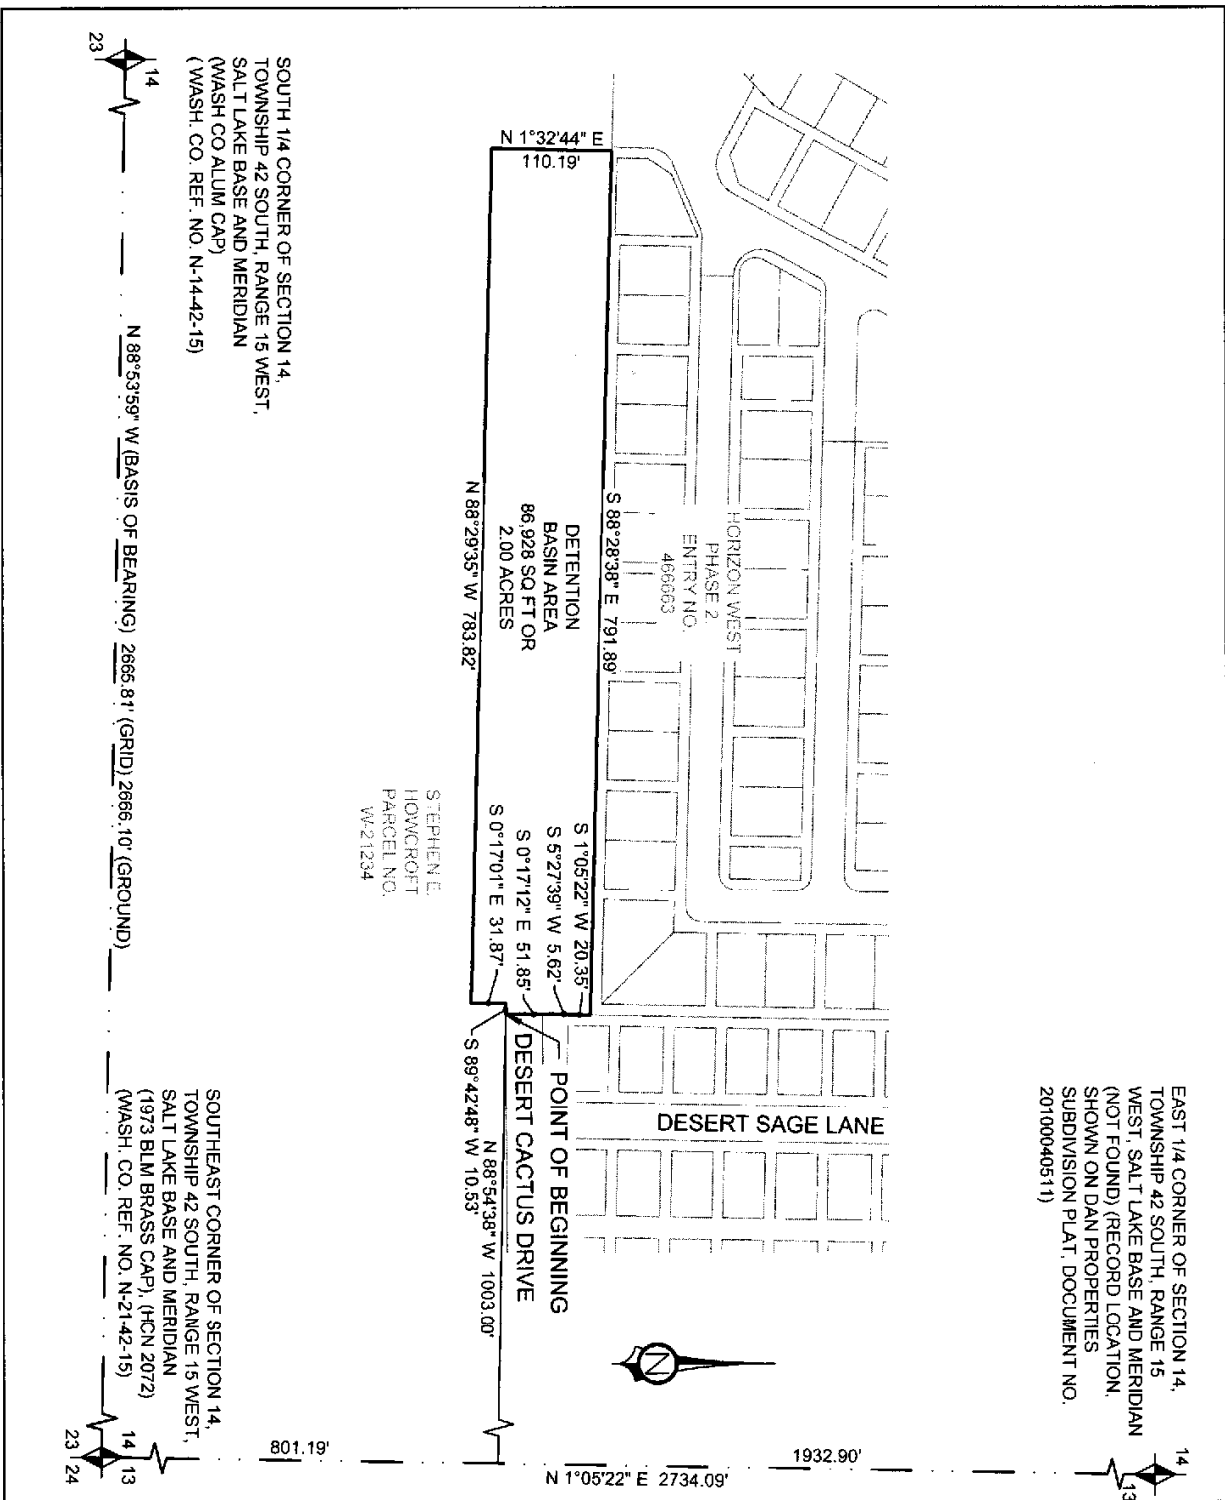 EAST 1/4 CORNER OF SECTION 14,
TOWNSHIP 42 SOUTH, RANGE 15
WEST, SALT LAKE BASE AND MERIDIAN
(NOT FOUND) (RECORD LOCATION,
SHOWN ON DAN PROPERTIES
SUBDIVISION PLAT, DOCUMENT NO.
20100040511)
14
13
1932.90'
N 1°05'22" E 2734.09'
801.19'
N
DESERT SAGE LANE
HORIZON WEST
PHASE 2
ENTRY NO.
466663
S 88°28'38" E 791.89'
N 1°32'44" E
110.19'
DETENTION
BASIN AREA
86,928 SQ FT OR
2.00 ACRES
S 1°05'22" W 20.35'
S 5°27'39" W 5.62'
S 0°17'12" E 51.85'
S 0°17'01" E 31.87'
N 88°29'35" W 783.82'
POINT OF BEGINNING
DESERT CACTUS DRIVE
N 88°54'38" W 1003.00'
S 89°42'48" W 10.53'
STEPHEN E.
HOWCROFT
PARCEL NO.
W-21234
SOUTH 1/4 CORNER OF SECTION 14,
TOWNSHIP 42 SOUTH, RANGE 15 WEST,
SALT LAKE BASE AND MERIDIAN
(WASH CO ALUM CAP)
(WASH. CO. REF. NO. N-14-42-15)
14
23
N 88°53'59" W (BASIS OF BEARING) 2665.81' (GRID) 2666.10' (GROUND)
SOUTHEAST CORNER OF SECTION 14,
TOWNSHIP 42 SOUTH, RANGE 15 WEST,
SALT LAKE BASE AND MERIDIAN
(1973 BLM BRASS CAP), (HCN 2072)
(WASH. CO. REF. NO. N-21-42-15)
14 13
23 24